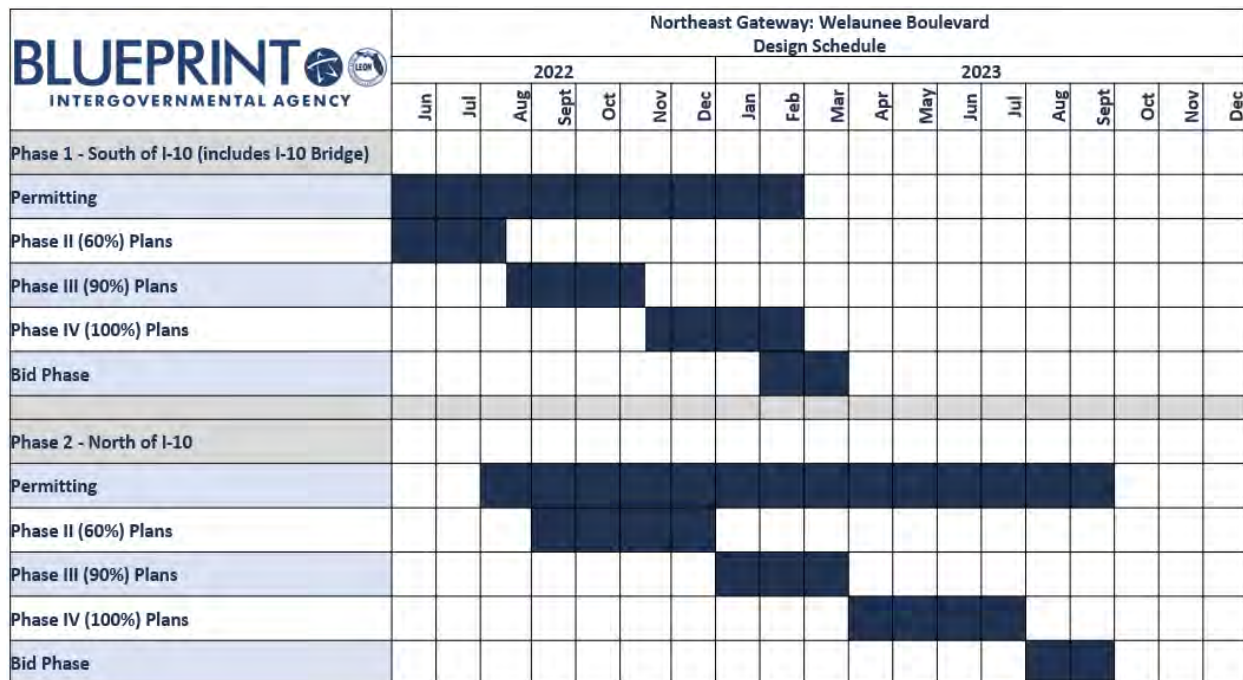 Northeast Gateway: Welaunee Boulevard
Design Schedule
BLUEPRINT
LEON
INTERGOVERNMENTAL AGENCY
2022 2023
Jun Jul Aug Sept Oct Nov Dec Jan Feb Mar Apr May Jun Jul Aug Sept Oct Nov Dec
Phase 1 - South of I-10 (includes I-10 Bridge)
Permitting
Phase II (60%) Plans
Phase III (90%) Plans
Phase IV (100%) Plans
Bid Phase
Phase 2 - North of I-10
Permitting
Phase II (60%) Plans
Phase III (90%) Plans
Phase IV (100%) Plans
Bid Phase